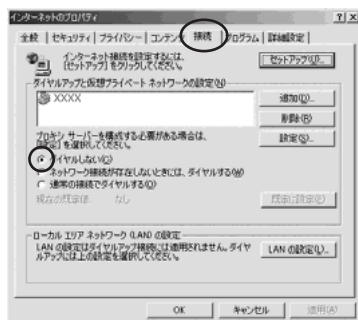 インターネットのプロパティ
全般 セキュリティ プライバシー コンテンツ 接続 プログラム 詳細設定
インターネット接続を設定するには、
[セットアップ] をクリックしてください。
セットアップ(U)...
ダイヤルアップと仮想プライベート ネットワークの設定(N)
XXXX
追加(D)...
削除(R)
プロキシ サーバーを構成する必要がある場合は、
[設定] を選択してください。
設定(S)...
ダイヤルしない(C)
ネットワーク接続が存在しないときには、ダイヤルする(W)
通常の接続でダイヤルする(O)
現在の既定値: なし
既定に設定(E)
ローカル エリア ネットワーク (LAN) の設定
LAN の設定はダイヤルアップ接続には適用されません。ダイヤ
ルアップには上の設定を選択してください。
LAN の設定(L)...
OK
キャンセル
適用(A)